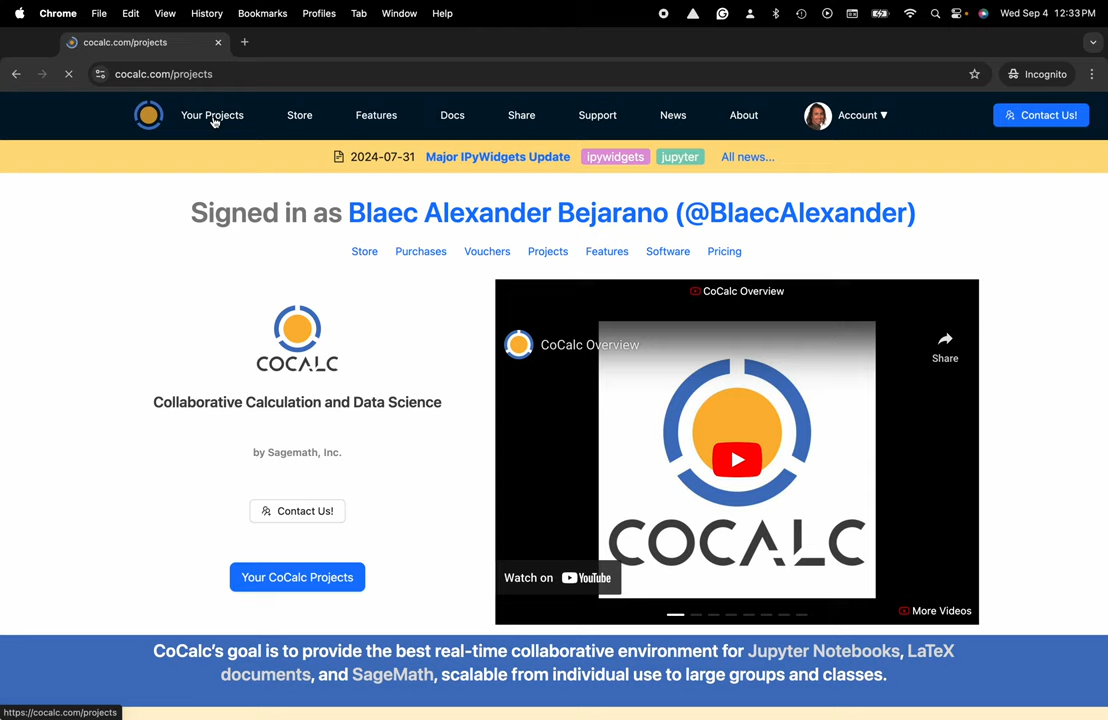 Chrome File Edit View History Bookmarks Profiles Tab Window Help Wed Sep 4 12:33 PM
cocalc.com/projects
cocalc.com/projects Incognito
Your Projects Store Features Docs Share Support News About Account ▼ Contact Us!
2024-07-31 Major IPyWidgets Update ipywidgets jupyter All news...
Signed in as Blaec Alexander Bejarano (@BlaecAlexander)
Store Purchases Vouchers Projects Features Software Pricing
CoCalc Overview
CoCalc Overview
Share
COCALC
Collaborative Calculation and Data Science
by Sagemath, Inc.
Contact Us!
Your CoCalc Projects
COCALC
Watch on YouTube
More Videos
CoCalc's goal is to provide the best real-time collaborative environment for Jupyter Notebooks, LaTeX
documents, and SageMath, scalable from individual use to large groups and classes.
https://cocalc.com/projects